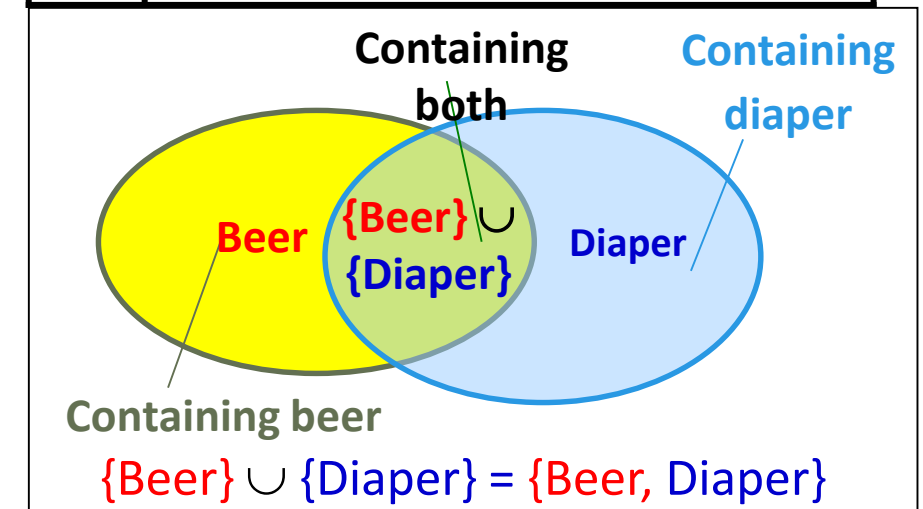 Containing
both
Containing
diaper
Beer
{Beer} ∪
{Diaper}
Diaper
Containing beer
{Beer} ∪ {Diaper} = {Beer, Diaper}